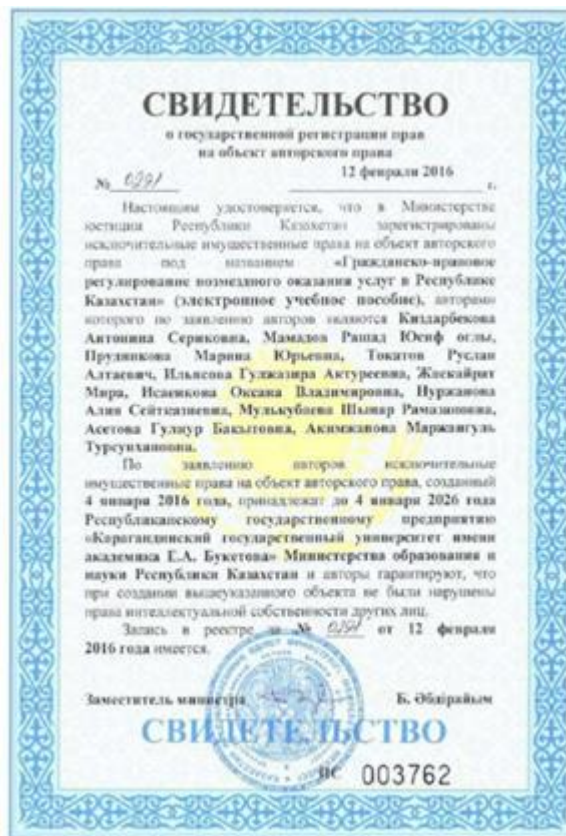 СВИДЕТЕЛЬСТВО
о государственной регистрации прав
на объект авторского права
12 февраля 2016
№ 0291 г.
Настоящим удостоверяется, что в Министерстве
юстиции Республики Казахстан зарегистрированы
исключительные имущественные права на объект авторского
права под названием «Гражданско-правовое
регулирование возмездного оказания услуг в Республике
Казахстан» (электронное учебное пособие), авторами
которого по заявлению авторов являются Киздарбекова
Антонина Сериковна, Мамадов Рашад Юсиф оглы,
Прудникова Марина Юрьевна, Токатов Руслан
Алтаевич, Ильясова Гулжазира Актуреевна, Жаскайрат
Мира, Исаенкова Оксана Владимировна, Нуржанова
Алия Сейтказиевна, Мулькубаева Шынар Рамазановна,
Асетова Гулнур Бакытовна, Акимжанова Маржангуль
Турсунхановна.
По заявлению авторов исключительные
имущественные права на объект авторского права, созданный
4 января 2016 года, принадлежат до 4 января 2026 года
Республиканскому государственному предприятию
«Карагандинский государственный университет имени
академика Е.А. Букетова» Министерства образования и
науки Республики Казахстан и авторы гарантируют, что
при создании вышеуказанного объекта не были нарушены
права интеллектуальной собственности других лиц.
Запись в реестре за № 0291 от 12 февраля
2016 года имеется.
Заместитель министра Б. Әбдірайым
СВИДЕТЕЛЬСТВО
ИС 003762